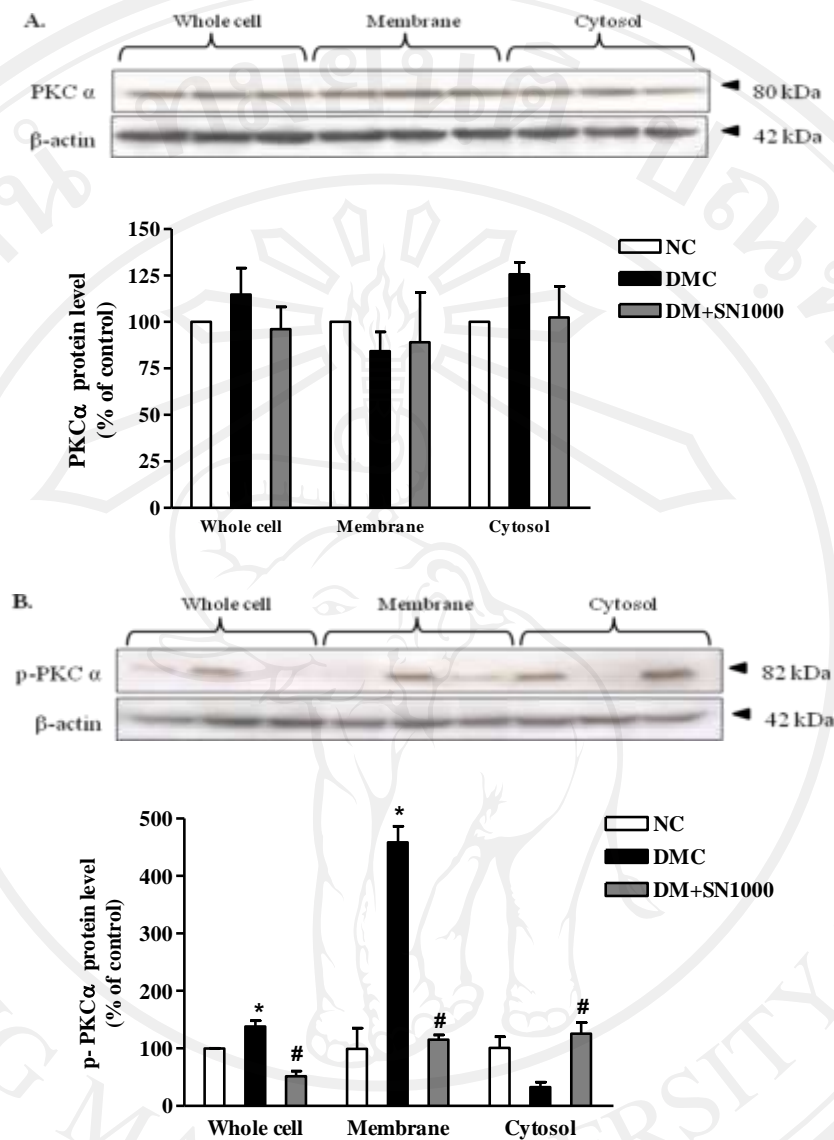 A.
Whole cell Membrane Cytosol
PKC α 80 kDa
β-actin 42 kDa
150
125
100
75
50
25
0
PKCα protein level
(% of control)
NC
DMC
DM+SN1000
Whole cell Membrane Cytosol
B.
Whole cell Membrane Cytosol
p-PKC α 82 kDa
β-actin 42 kDa
500
400
300
200
100
0
p-PKCα protein level
(% of control)
* # * # #
NC
DMC
DM+SN1000
Whole cell Membrane Cytosol